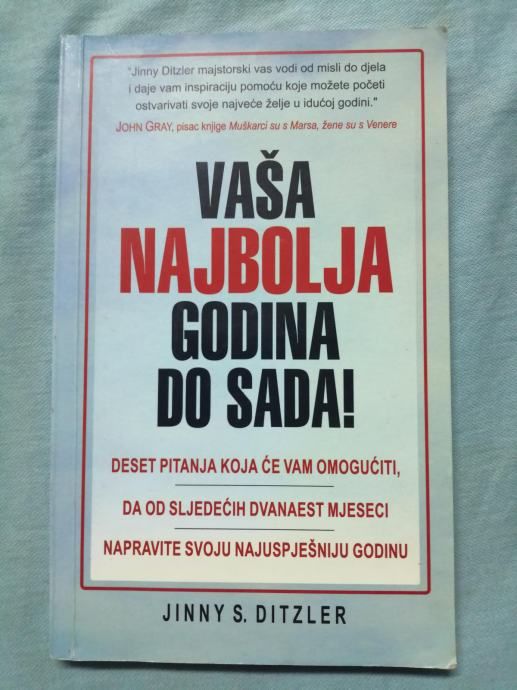 "Jinny Ditzler majstorski vas vodi od misli do djela
i daje vam inspiraciju pomoću koje možete početi
ostvarivati svoje najveće želje u idućoj godini."
JOHN GRAY, pisac knjige Muškarci su s Marsa, žene su s Venere
VAŠA
NAJBOLJA
GODINA
DO SADA!
DESET PITANJA KOJA ĆE VAM OMOGUĆITI,
DA OD SLJEDEĆIH DVANAEST MJESECI
NAPRAVITE SVOJU NAJUSPJEŠNIJU GODINU
JINNY S. DITZLER